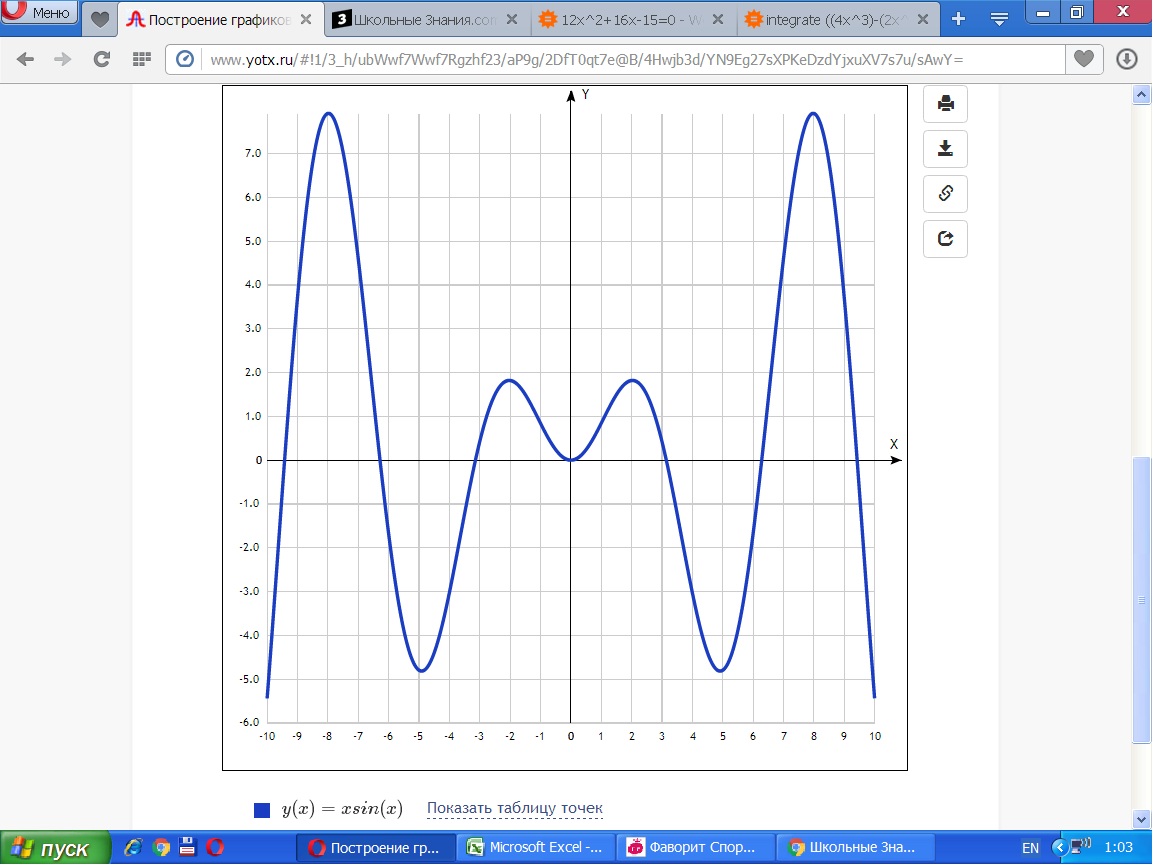 Меню
Построение графиков
Школьные Знания.com
12x^2+16x-15=0 - W
integrate ((4x^3)-(2x^
www.yotx.ru/#!1/3_h/ubWwf7Wwf7Rgzhf23/aP9g/2DfT0qt7e@B/4Hwjb3d/YN9Eg27sXPKeDzdYjxuXV7s7u/sAwY=
Y
7.0
6.0
5.0
4.0
3.0
2.0
1.0
X
0
-1.0
-2.0
-3.0
-4.0
-5.0
-6.0
-10 -9 -8 -7 -6 -5 -4 -3 -2 -1 0 1 2 3 4 5 6 7 8 9 10
y(x) = xsin(x) Показать таблицу точек
пуск
Построение гр...
Microsoft Excel -...
Фаворит Спор...
Школьные Зна...
EN
1:03